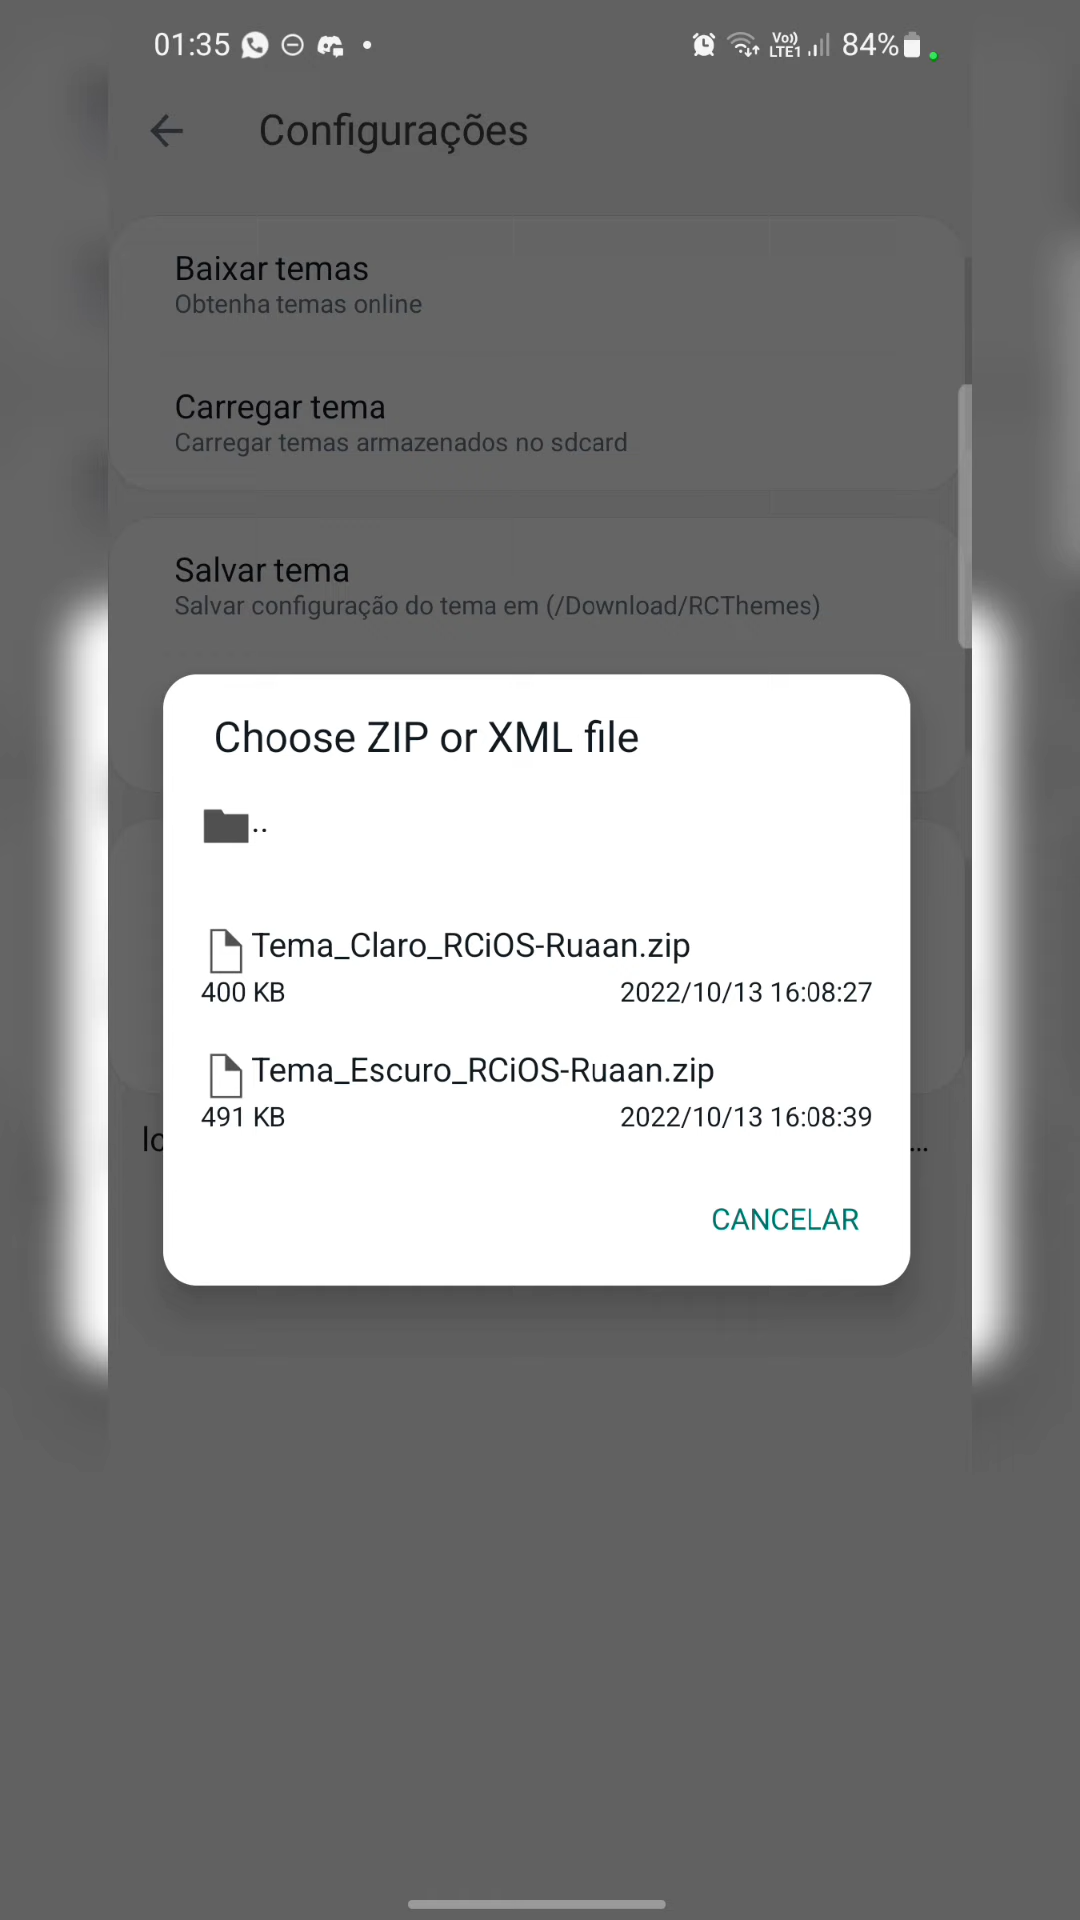 01:35
Vo)) LTE1 84%
Configurações
Baixar temas
Obtenha temas online
Carregar tema
Carregar temas armazenados no sdcard
Salvar tema
Salvar configuração do tema em (/Download/RCThemes)
Choose ZIP or XML file
..
Tema_Claro_RCiOS-Ruaan.zip
400 KB 2022/10/13 16:08:27
Tema_Escuro_RCiOS-Ruaan.zip
491 KB 2022/10/13 16:08:39
...
CANCELAR